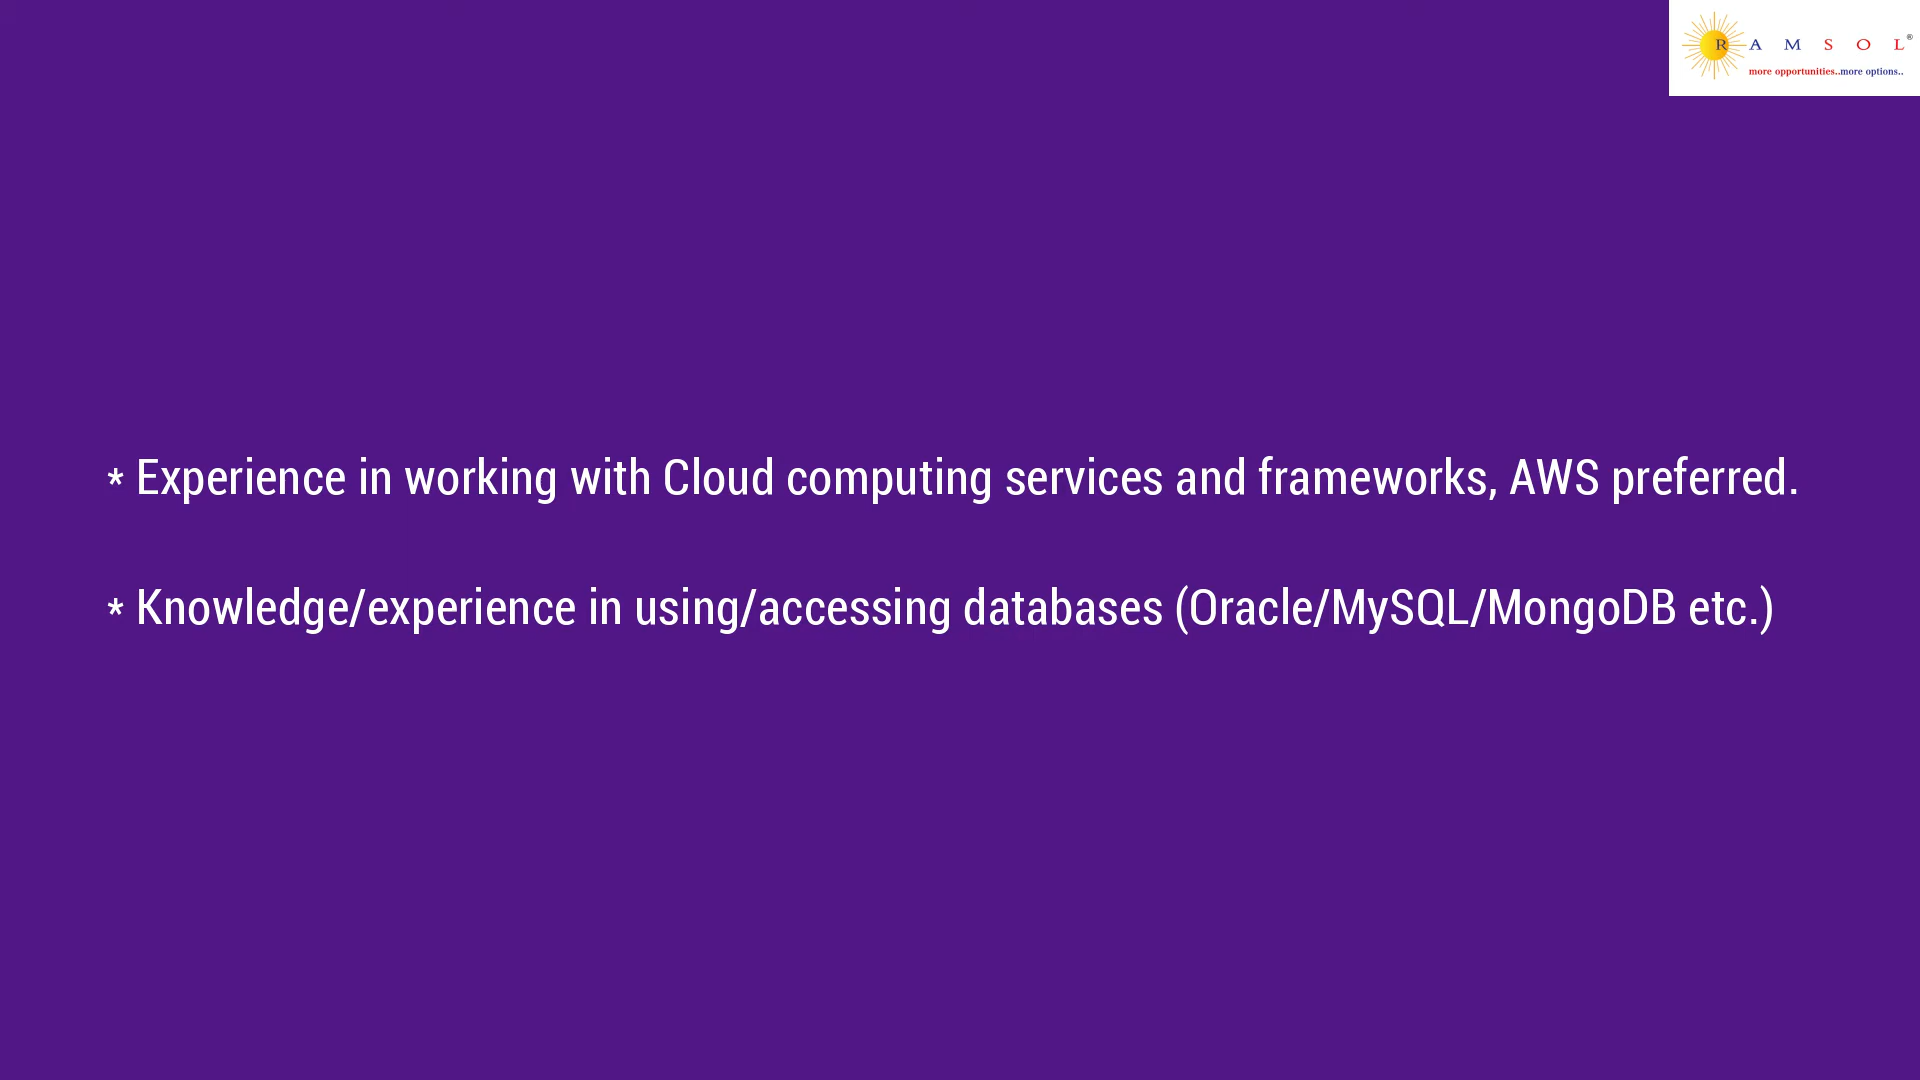 R A M S O L®
more opportunities..more options..
* Experience in working with Cloud computing services and frameworks, AWS preferred.
* Knowledge/experience in using/accessing databases (Oracle/MySQL/MongoDB etc.)